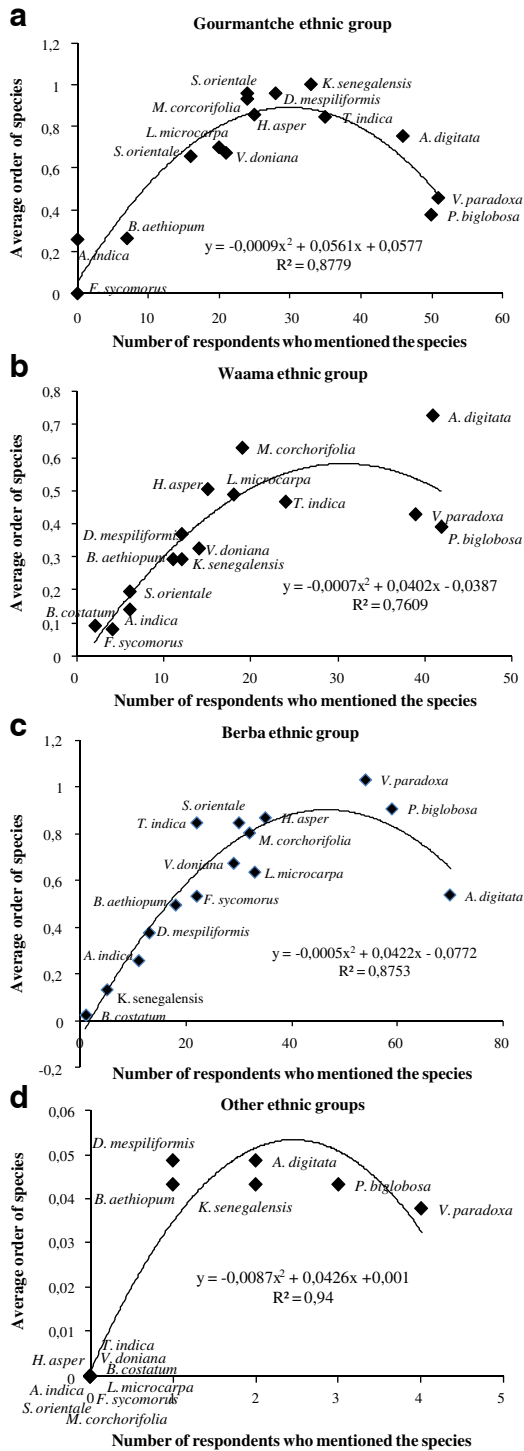 a
Gourmantche ethnic group
1,2
1
0,8
0,6
0,4
0,2
0
Average order of species
S. orientale
K. senegalensis
D. mespiliformis
M. corcorifolia
H. asper
T. indica
L. microcarpa
A. digitata
S. orientale
V. doniana
V. paradoxa
P. biglobosa
B. aethiopum
A. indica
F. sycomorus
y = -0,0009x² + 0,0561x + 0,0577
R² = 0,8779
0 10 20 30 40 50 60
Number of respondents who mentioned the species
b
Waama ethnic group
0,8
0,7
0,6
0,5
0,4
0,3
0,2
0,1
0
Average order of species
A. digitata
M. corchorifolia
H. asper
L. microcarpa
T. indica
V. paradoxa
P. biglobosa
D. mespiliformis
V. doniana
B. aethiopum
K. senegalensis
S. orientale
B. costatum
A. indica
F. sycomorus
y = -0,0007x² + 0,0402x - 0,0387
R² = 0,7609
0 10 20 30 40 50
Number of respondents who mentioned the species
c
Berba ethnic group
1,2
1
0,8
0,6
0,4
0,2
0
-0,2
Average order of species
V. paradoxa
S. orientale
P. biglobosa
T. indica
H. asper
M. corchorifolia
V. doniana
L. microcarpa
B. aethiopum
F. sycomorus
A. digitata
D. mespiliformis
A. indica
K. senegalensis
B. costatum
y = -0,0005x² + 0,0422x - 0,0772
R² = 0,8753
0 20 40 60 80
Number of respondents who mentioned the species
d
Other ethnic groups
0,06
0,05
0,04
0,03
0,02
0,01
0
Average order of species
D. mespiliformis
A. digitata
B. aethiopum
K. senegalensis
P. biglobosa
V. paradoxa
y = -0,0087x² + 0,0426x +0,001
R² = 0,94
T. indica
H. asper
V. doniana
B. costatum
A. indica
L. microcarpa
S. orientale
F. sycomorus
M. corchorifolia
0 1 2 3 4 5
Number of respondents who mentioned the species